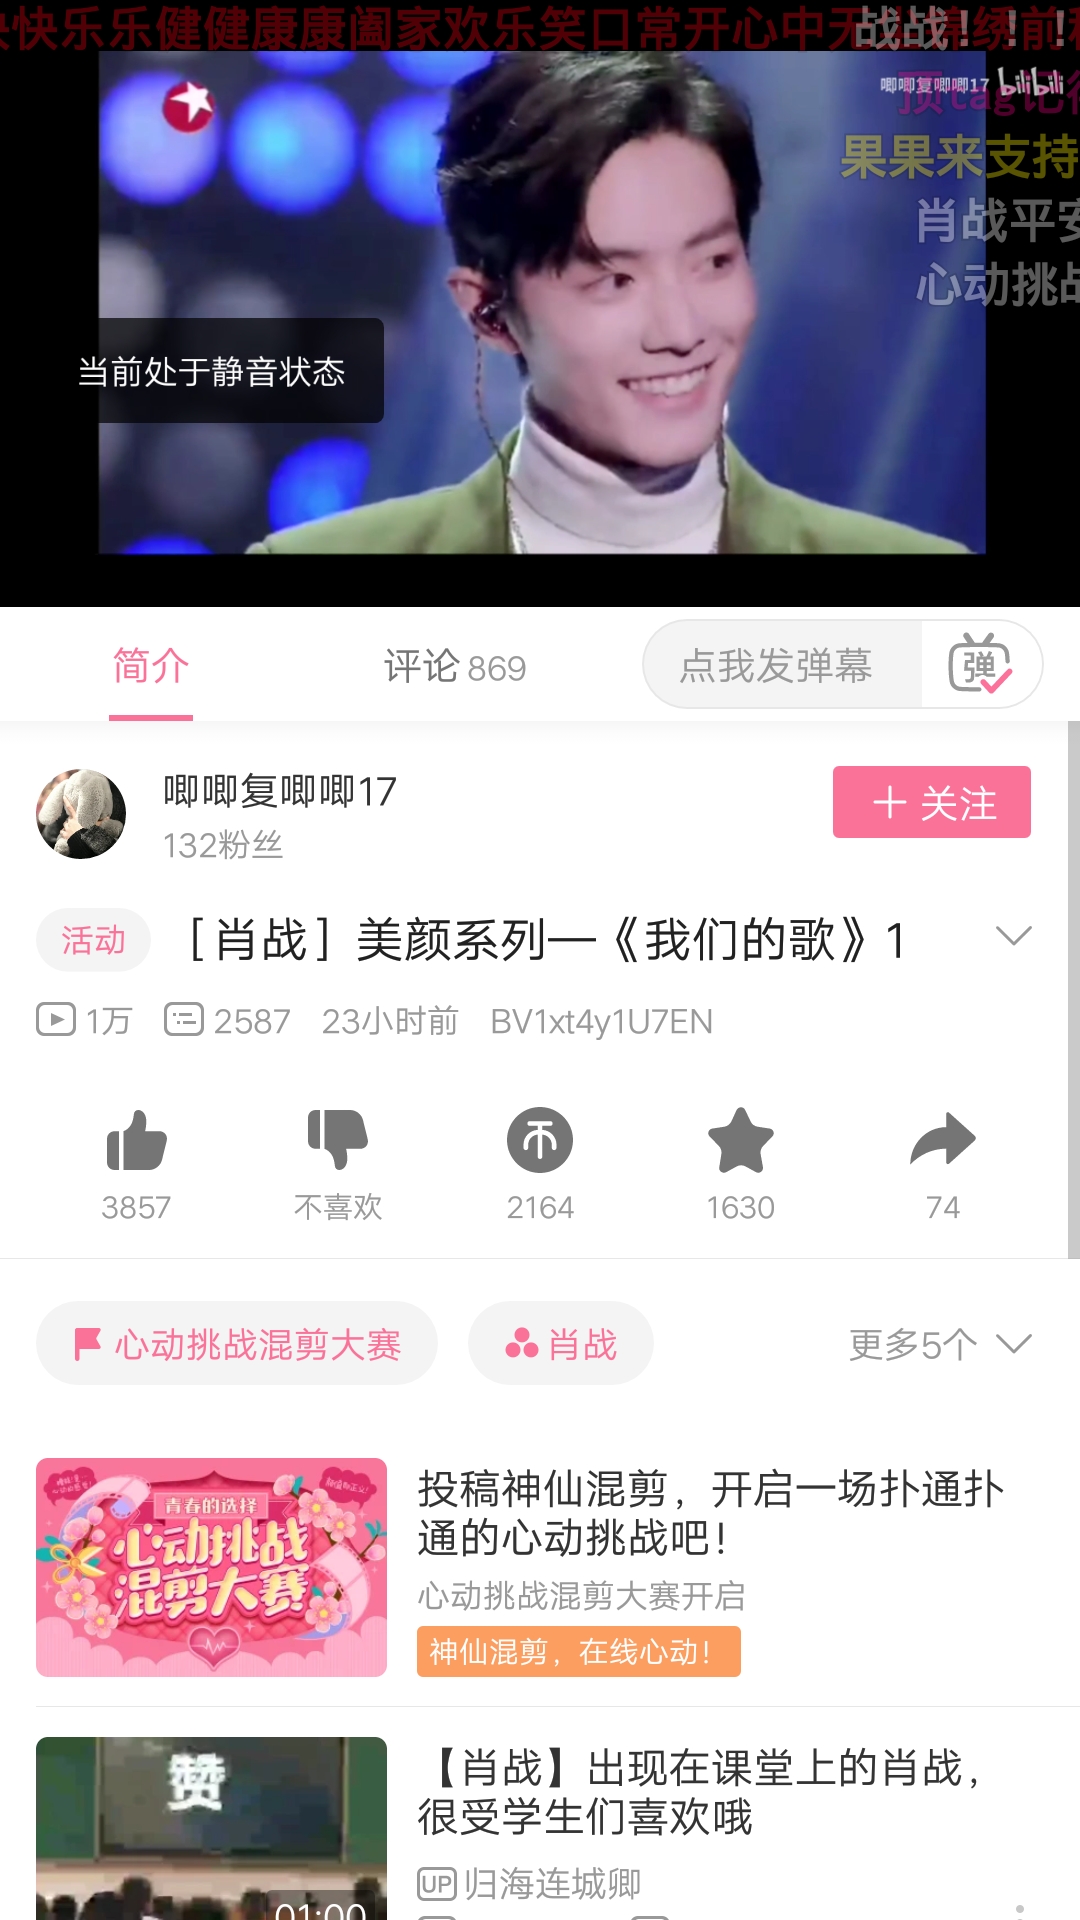 快乐乐健健康康阖家欢乐笑口常开心中无
战战！！！
唧唧复唧唧17 bilibili
顶tag记得
果果来支持
肖战平安
心动挑战
当前处于静音状态
简介
评论 869
点我发弹幕
弹
唧唧复唧唧17
132粉丝
＋ 关注
活动 ［肖战］美颜系列—《我们的歌》1
1万 2587 23小时前 BV1xt4y1U7EN
3857 不喜欢 2164 1630 74
心动挑战混剪大赛 肖战 更多5个
青春的选择
心动挑战
混剪大赛
投稿神仙混剪，开启一场扑通扑
通的心动挑战吧！
心动挑战混剪大赛开启
神仙混剪，在线心动！
赞
01:00
【肖战】出现在课堂上的肖战，
很受学生们喜欢哦
UP 归海连城卿